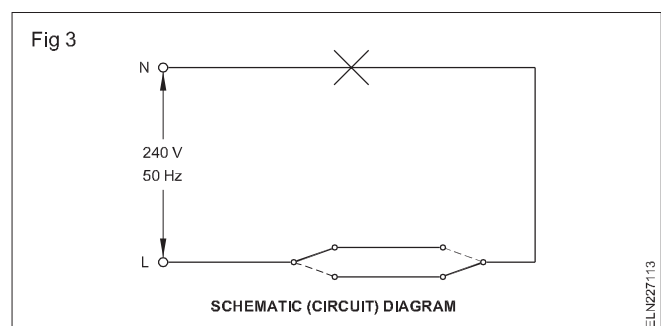 Fig 3
N
240 V
50 Hz
L
SCHEMATIC (CIRCUIT) DIAGRAM
ELN227113